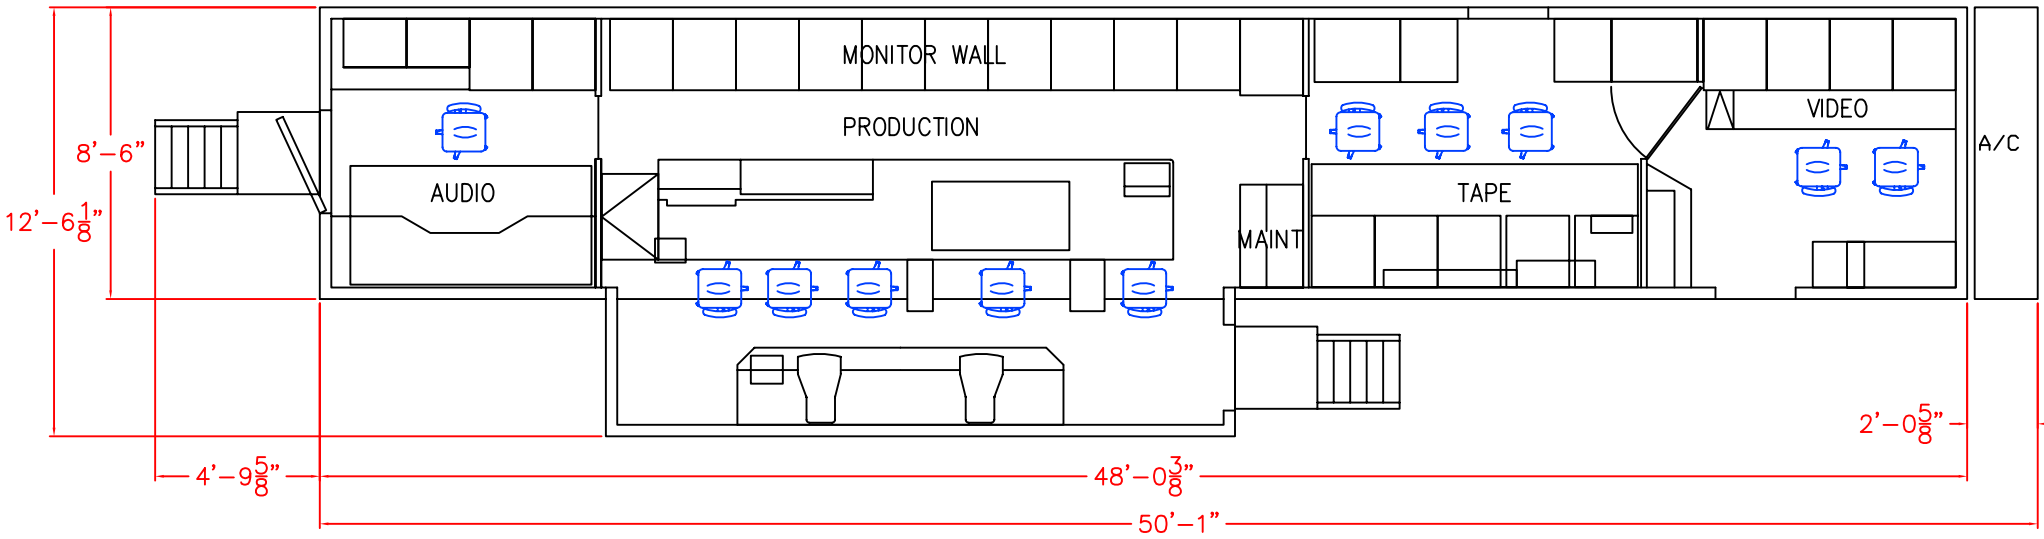 MONITOR WALL
PRODUCTION
VIDEO
A/C
8'-6"
AUDIO
TAPE
12'-6 1/8"
MAINT
2'-0 5/8"
4'-9 5/8"
48'-0 3/8"
50'-1"